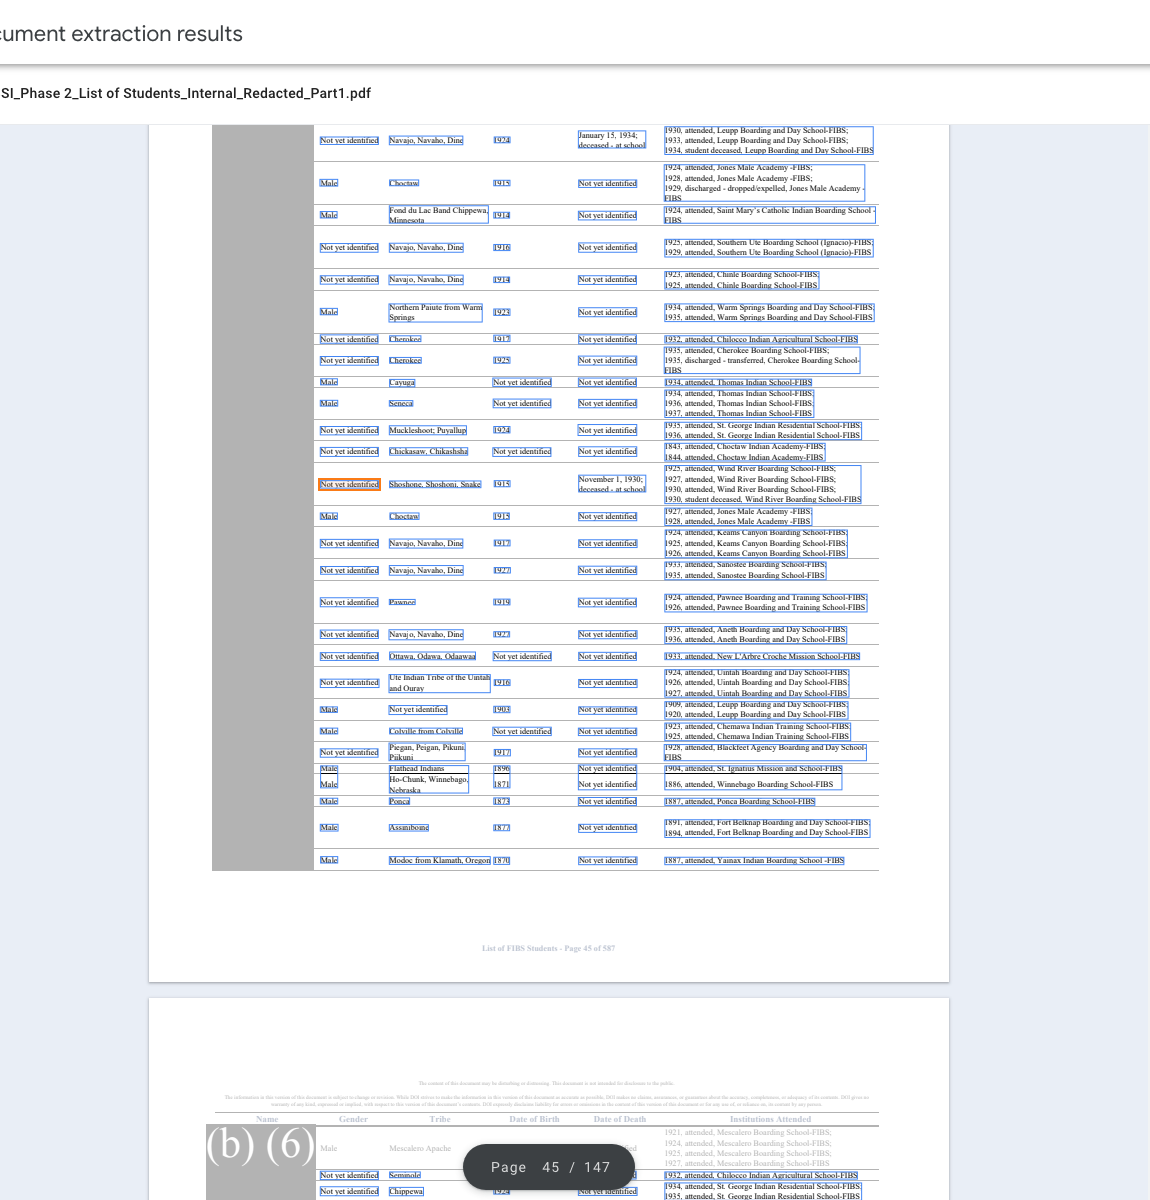 cument extraction results
SI_Phase 2_List of Students_Internal_Redacted_Part1.pdf
Not yet identified Navajo, Navaho, Dine 1924 January 15, 1934; deceased - at school 1930, attended, Leupp Boarding and Day School-FIBS;
1933, attended, Leupp Boarding and Day School-FIBS;
1934, student deceased, Leupp Boarding and Day School-FIBS
Male Choctaw 1915 Not yet identified 1924, attended, Jones Male Academy -FIBS;
1928, attended, Jones Male Academy -FIBS;
1929, discharged - dropped/expelled, Jones Male Academy -
FIBS
Male Fond du Lac Band Chippewa, Minnesota 1914 Not yet identified 1924, attended, Saint Mary's Catholic Indian Boarding School -
FIBS
Not yet identified Navajo, Navaho, Dine 1916 Not yet identified 1925, attended, Southern Ute Boarding School (Ignacio)-FIBS;
1929, attended, Southern Ute Boarding School (Ignacio)-FIBS
Not yet identified Navajo, Navaho, Dine 1914 Not yet identified 1923, attended, Chinle Boarding School-FIBS;
1925, attended, Chinle Boarding School-FIBS
Male Northern Paiute from Warm Springs 1923 Not yet identified 1934, attended, Warm Springs Boarding and Day School-FIBS;
1935, attended, Warm Springs Boarding and Day School-FIBS
Not yet identified Cherokee 1917 Not yet identified 1932, attended, Chilocco Indian Agricultural School-FIBS
Not yet identified Cherokee 1925 Not yet identified 1935, attended, Cherokee Boarding School-FIBS;
1935, discharged - transferred, Cherokee Boarding School-
FIBS
Male Cayuga Not yet identified Not yet identified 1934, attended, Thomas Indian School-FIBS
Male Seneca Not yet identified Not yet identified 1934, attended, Thomas Indian School-FIBS;
1936, attended, Thomas Indian School-FIBS;
1937, attended, Thomas Indian School-FIBS
Not yet identified Muckleshoot; Puyallup 1924 Not yet identified 1935, attended, St. George Indian Residential School-FIBS;
1936, attended, St. George Indian Residential School-FIBS
Not yet identified Chickasaw, Chikashsha Not yet identified Not yet identified 1843, attended, Choctaw Indian Academy-FIBS;
1844, attended, Choctaw Indian Academy-FIBS
Not yet identified Shoshone, Shoshoni, Snake 1915 November 1, 1930; deceased - at school 1925, attended, Wind River Boarding School-FIBS;
1927, attended, Wind River Boarding School-FIBS;
1930, attended, Wind River Boarding School-FIBS;
1930, student deceased, Wind River Boarding School-FIBS
Male Choctaw 1915 Not yet identified 1927, attended, Jones Male Academy -FIBS;
1928, attended, Jones Male Academy -FIBS
Not yet identified Navajo, Navaho, Dine 1917 Not yet identified 1924, attended, Keams Canyon Boarding School-FIBS;
1925, attended, Keams Canyon Boarding School-FIBS;
1926, attended, Keams Canyon Boarding School-FIBS
Not yet identified Navajo, Navaho, Dine 1927 Not yet identified 1933, attended, Sanostee Boarding School-FIBS;
1935, attended, Sanostee Boarding School-FIBS
Not yet identified Pawnee 1919 Not yet identified 1924, attended, Pawnee Boarding and Training School-FIBS;
1926, attended, Pawnee Boarding and Training School-FIBS
Not yet identified Navajo, Navaho, Dine 1927 Not yet identified 1935, attended, Aneth Boarding and Day School-FIBS;
1936, attended, Aneth Boarding and Day School-FIBS
Not yet identified Ottawa, Odawa, Odaawaa Not yet identified Not yet identified 1933, attended, New L'Arbre Croche Mission School-FIBS
Not yet identified Ute Indian Tribe of the Uintah and Ouray 1916 Not yet identified 1924, attended, Uintah Boarding and Day School-FIBS;
1926, attended, Uintah Boarding and Day School-FIBS;
1927, attended, Uintah Boarding and Day School-FIBS
Male Not yet identified 1903 Not yet identified 1909, attended, Leupp Boarding and Day School-FIBS;
1920, attended, Leupp Boarding and Day School-FIBS
Male Colville from Colville Not yet identified Not yet identified 1923, attended, Chemawa Indian Training School-FIBS;
1925, attended, Chemawa Indian Training School-FIBS
Not yet identified Piegan, Peigan, Pikuni, Piikuni 1917 Not yet identified 1928, attended, Blackfeet Agency Boarding and Day School-
FIBS
Male Flathead Indians 1896 Not yet identified 1904, attended, St. Ignatius Mission and School-FIBS
Male Ho-Chunk, Winnebago, Nebraska 1871 Not yet identified 1886, attended, Winnebago Boarding School-FIBS
Male Ponca 1873 Not yet identified 1887, attended, Ponca Boarding School-FIBS
Male Assiniboine 1877 Not yet identified 1891, attended, Fort Belknap Boarding and Day School-FIBS;
1894, attended, Fort Belknap Boarding and Day School-FIBS
Male Modoc from Klamath, Oregon 1870 Not yet identified 1887, attended, Yainax Indian Boarding School -FIBS
List of FIBS Students - Page 45 of 587
The content of this document may be disturbing or distressing. This document is not intended for disclosure to the public.
Name Gender Tribe Date of Birth Date of Death Institutions Attended
(b) (6)
Male Mescalero Apache 1921, attended, Mescalero Boarding School-FIBS;
1924, attended, Mescalero Boarding School-FIBS;
1925, attended, Mescalero Boarding School-FIBS;
1927, attended, Mescalero Boarding School-FIBS
Page 45 / 147
Not yet identified Seminole 1932, attended, Chilocco Indian Agricultural School-FIBS
Not yet identified Chippewa 1924 Not yet identified 1934, attended, St. George Indian Residential School-FIBS;
1935, attended, St. George Indian Residential School-FIBS;